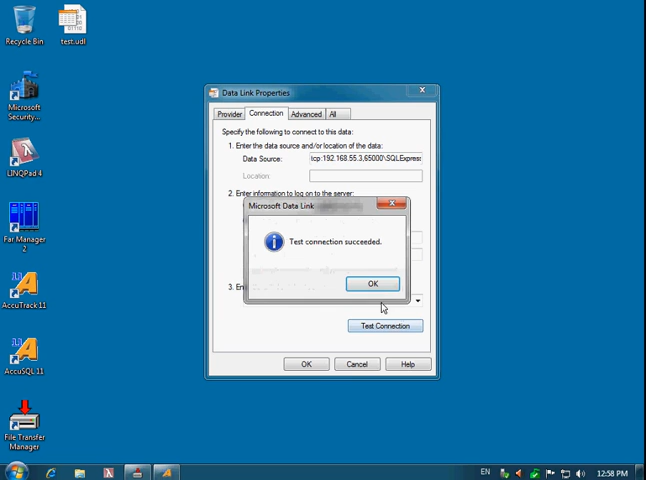 Recycle Bin
test.udl
Microsoft
Security...
LINQPad 4
Far Manager
2
AccuTrack 11
AccuSQL 11
File Transfer
Manager
Data Link Properties
Provider
Connection
Advanced
All
Specify the following to connect to this data:
1. Enter the data source and/or location of the data:
Data Source:
tcp:192.168.55.3,65000\SQLExpress
Location:
2. Enter information to log on to the server:
Microsoft Data Link
Test connection succeeded.
OK
3. En
Test Connection
OK
Cancel
Help
EN
12:58 PM